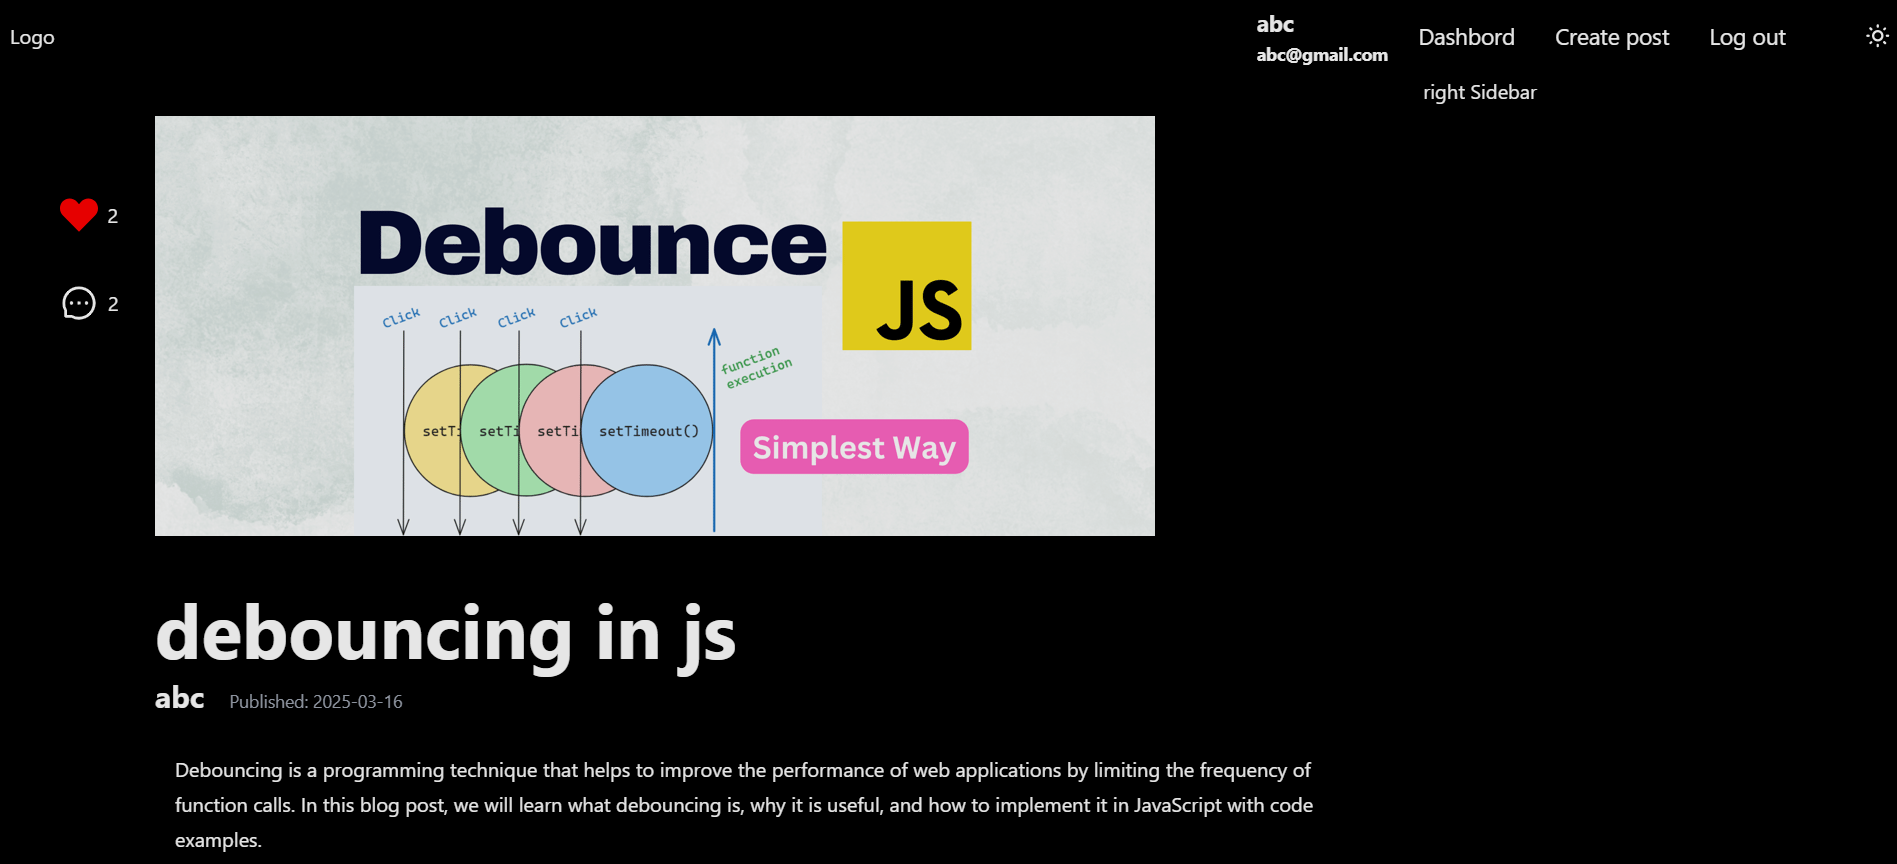 Logo
abc
abc@gmail.com
Dashbord
Create post
Log out
right Sidebar
2
2
Debounce
JS
Click Click Click Click
function
execution
setTi setTi setTi setTimeout()
Simplest Way
debouncing in js
abc Published: 2025-03-16
Debouncing is a programming technique that helps to improve the performance of web applications by limiting the frequency of
function calls. In this blog post, we will learn what debouncing is, why it is useful, and how to implement it in JavaScript with code
examples.